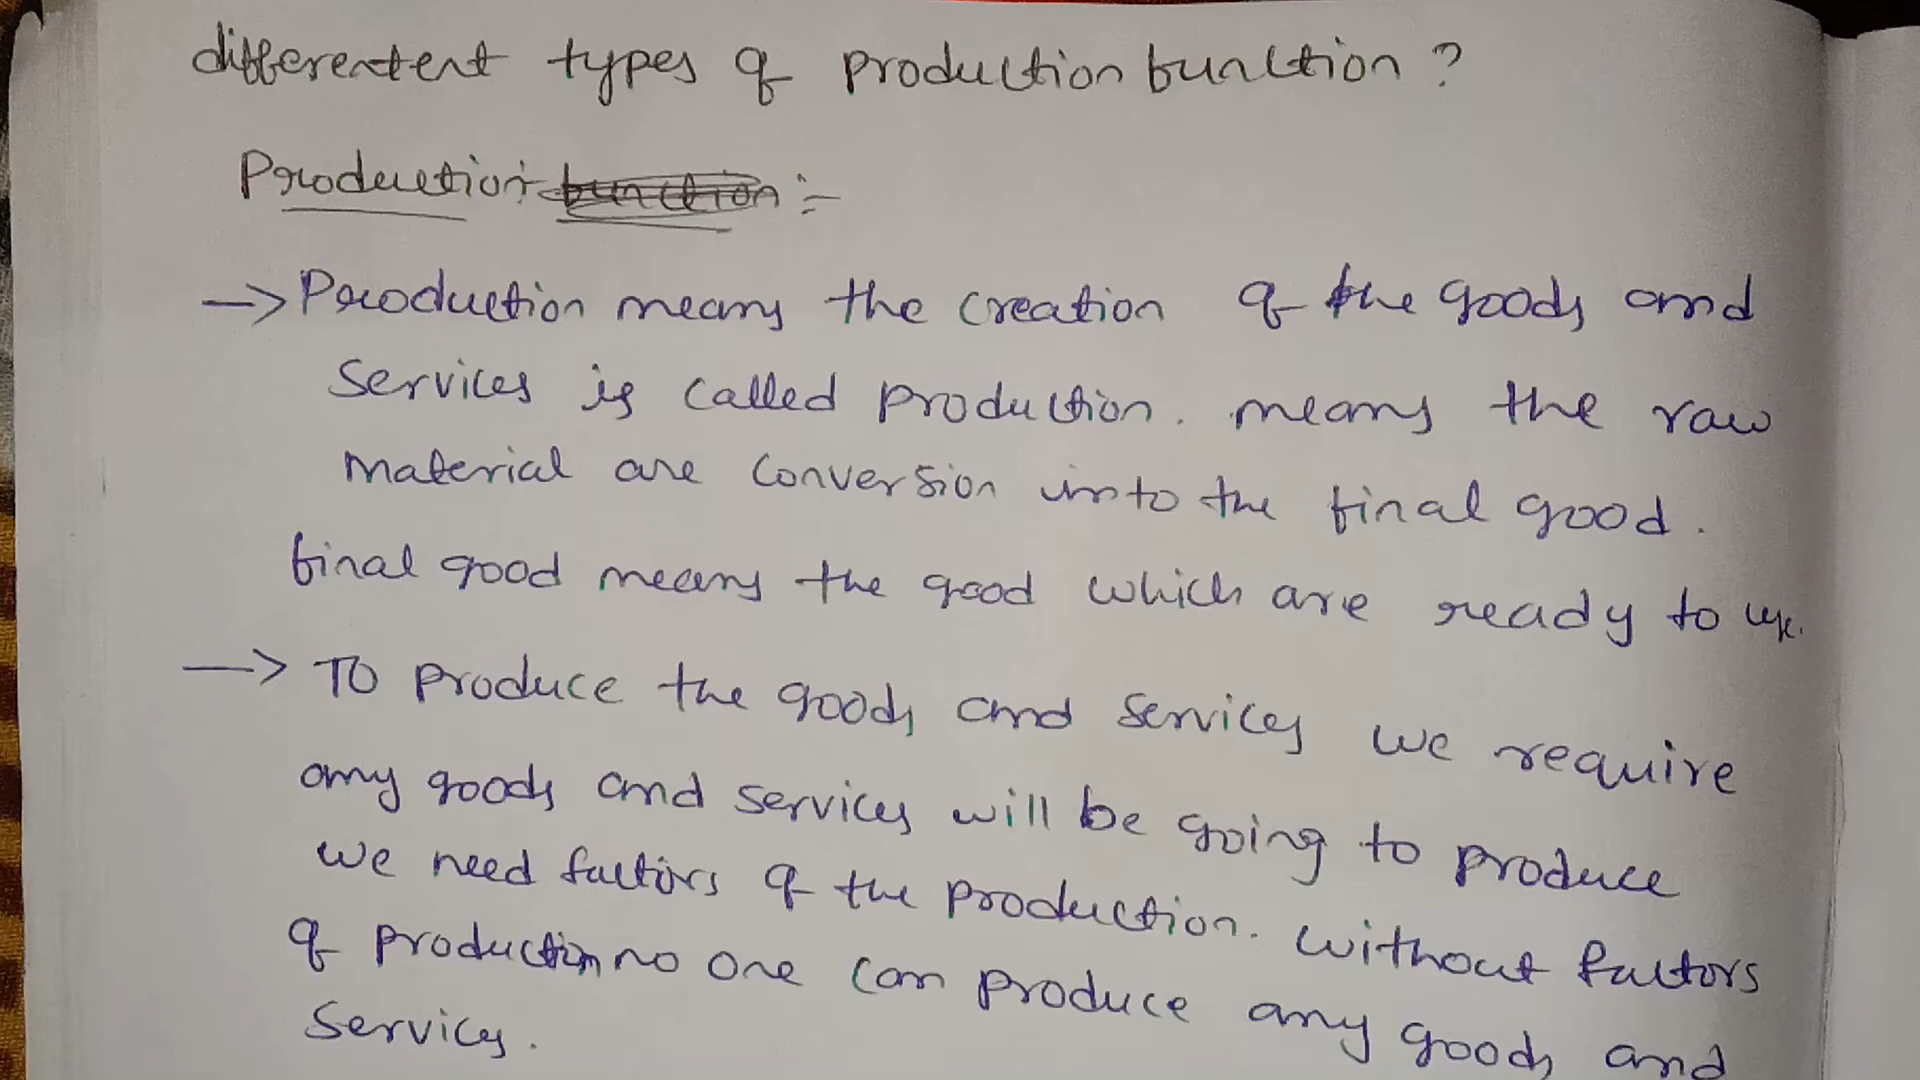 differentent types of production function?
Production function :-
→ Production means the creation of the goods and
services is called production. means the raw
material are conversion into the final good.
final good means the good which are ready to use.
→ To produce the goods and services we require
any goods and services will be going to produce
we need factors of the production. without factors
of production no one can produce any goods and
services.